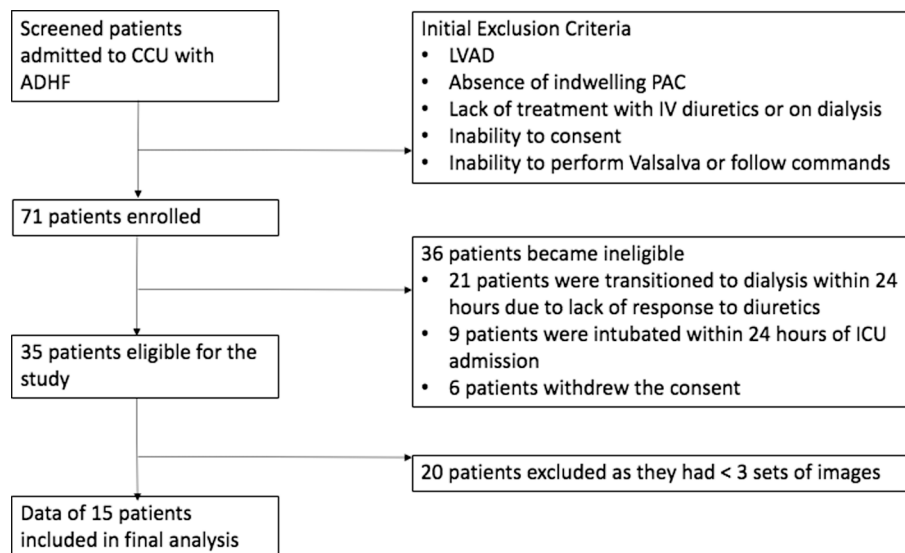 Screened patients
admitted to CCU with
ADHF
Initial Exclusion Criteria
• LVAD
• Absence of indwelling PAC
• Lack of treatment with IV diuretics or on dialysis
• Inability to consent
• Inability to perform Valsalva or follow commands
71 patients enrolled
36 patients became ineligible
• 21 patients were transitioned to dialysis within 24
hours due to lack of response to diuretics
• 9 patients were intubated within 24 hours of ICU
admission
• 6 patients withdrew the consent
35 patients eligible for the
study
20 patients excluded as they had < 3 sets of images
Data of 15 patients
included in final analysis